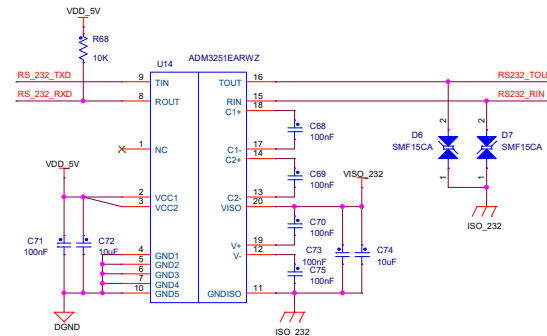 VDD_5V
R68
10K
U14
ADM3251EARWZ
RS_232_TXD
9
TIN
TOUT
16
RS232_TOU
RS_232_RXD
8
ROUT
RIN
15
RS232_RIN
C1+
18
C68
100nF
2
2
D6
SMF15CA
D7
SMF15CA
1
NC
C1-
17
C2+
14
VDD_5V
C69
100nF
1
1
VISO_232
2
VCC1
C2-
13
3
VCC2
VISO
20
ISO_232
C70
100nF
C71
100nF
C72
10uF
V+
19
C73
100nF
C74
10uF
4
GND1
V-
12
5
GND2
6
GND3
C75
100nF
7
GND4
10
GND5
GNDISO
11
DGND
ISO_232